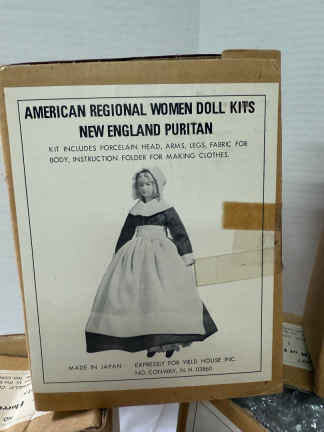 AMERICAN REGIONAL WOMEN DOLL KITS
NEW ENGLAND PURITAN
KIT INCLUDES PORCELAIN HEAD, ARMS, LEGS, FABRIC FOR
BODY, INSTRUCTION FOLDER FOR MAKING CLOTHES.
MADE IN JAPAN EXPRESSLY FOR YIELD HOUSE INC.
NO. CONWAY, N. H. 03860